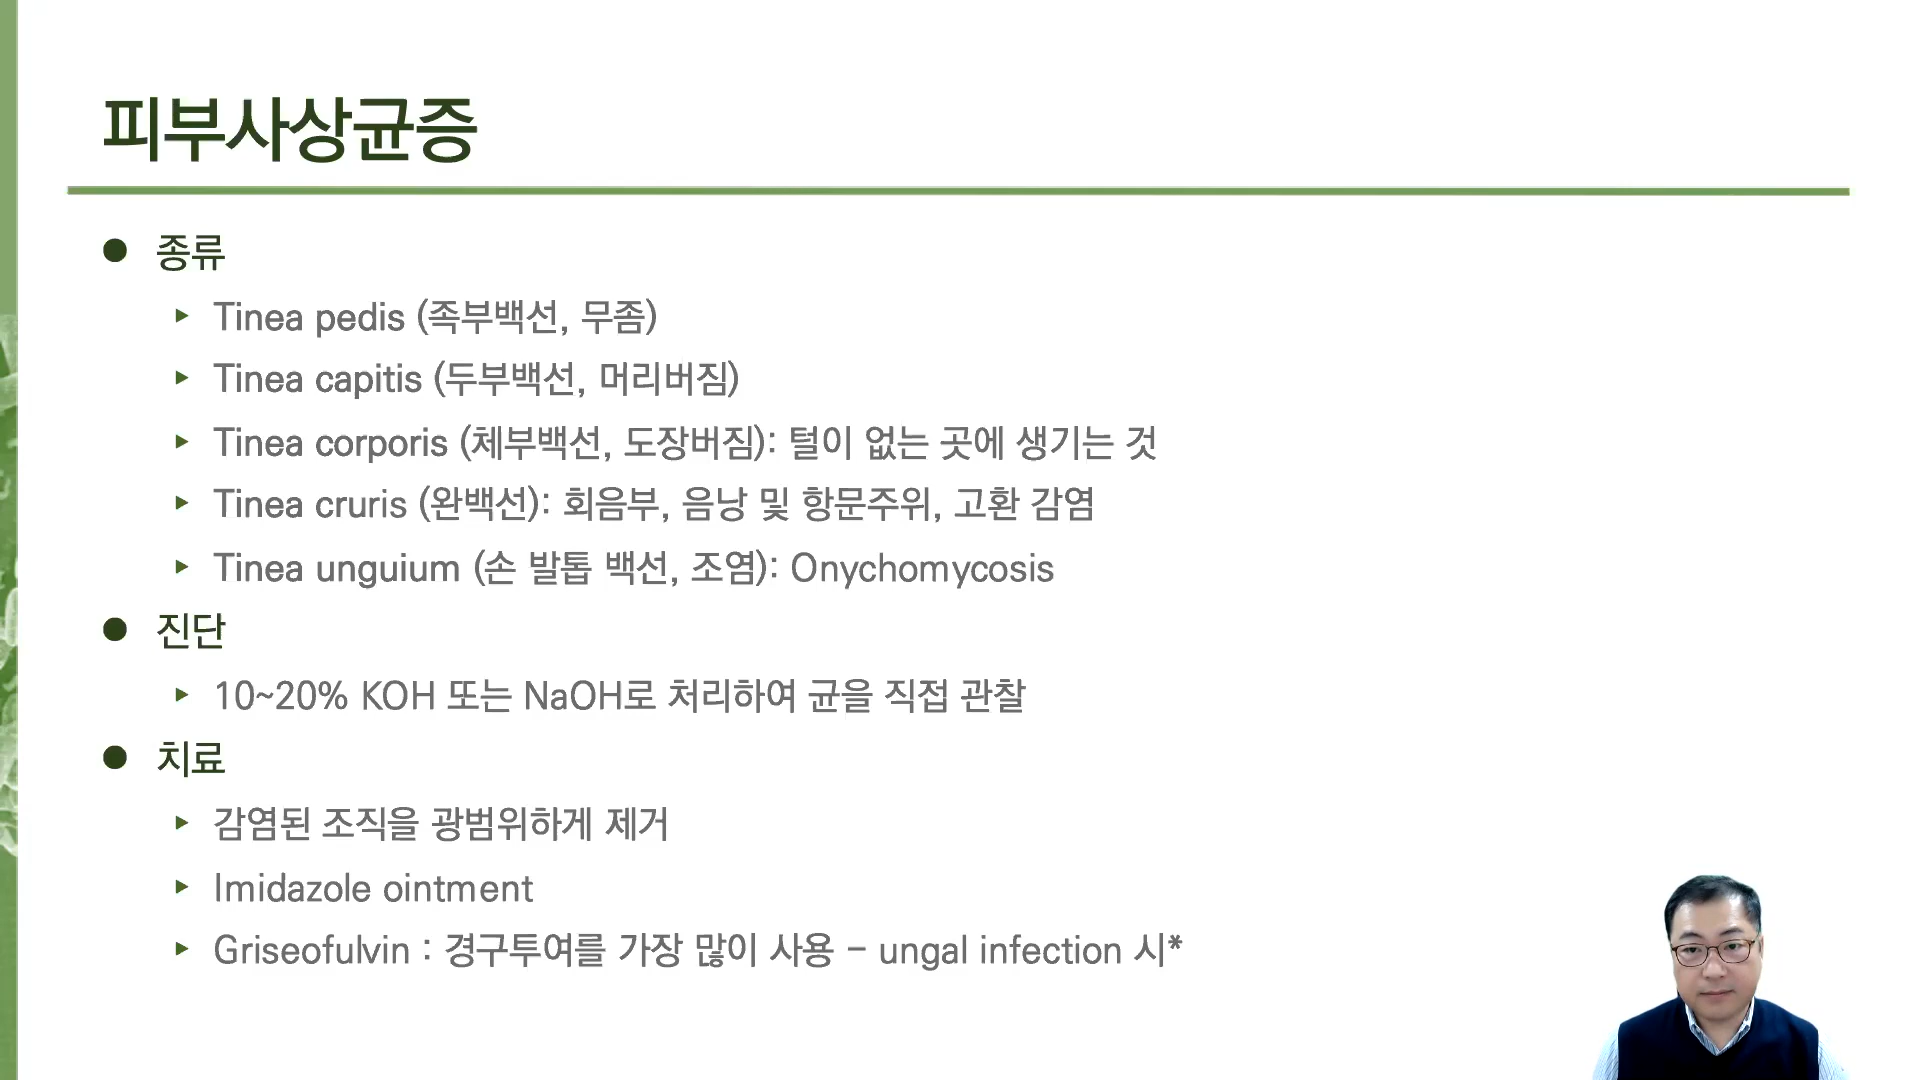 피부사상균증
● 종류
▸ Tinea pedis (족부백선, 무좀)
▸ Tinea capitis (두부백선, 머리버짐)
▸ Tinea corporis (체부백선, 도장버짐): 털이 없는 곳에 생기는 것
▸ Tinea cruris (완백선): 회음부, 음낭 및 항문주위, 고환 감염
▸ Tinea unguium (손 발톱 백선, 조염): Onychomycosis
● 진단
▸ 10~20% KOH 또는 NaOH로 처리하여 균을 직접 관찰
● 치료
▸ 감염된 조직을 광범위하게 제거
▸ Imidazole ointment
▸ Griseofulvin : 경구투여를 가장 많이 사용 – ungal infection 시*